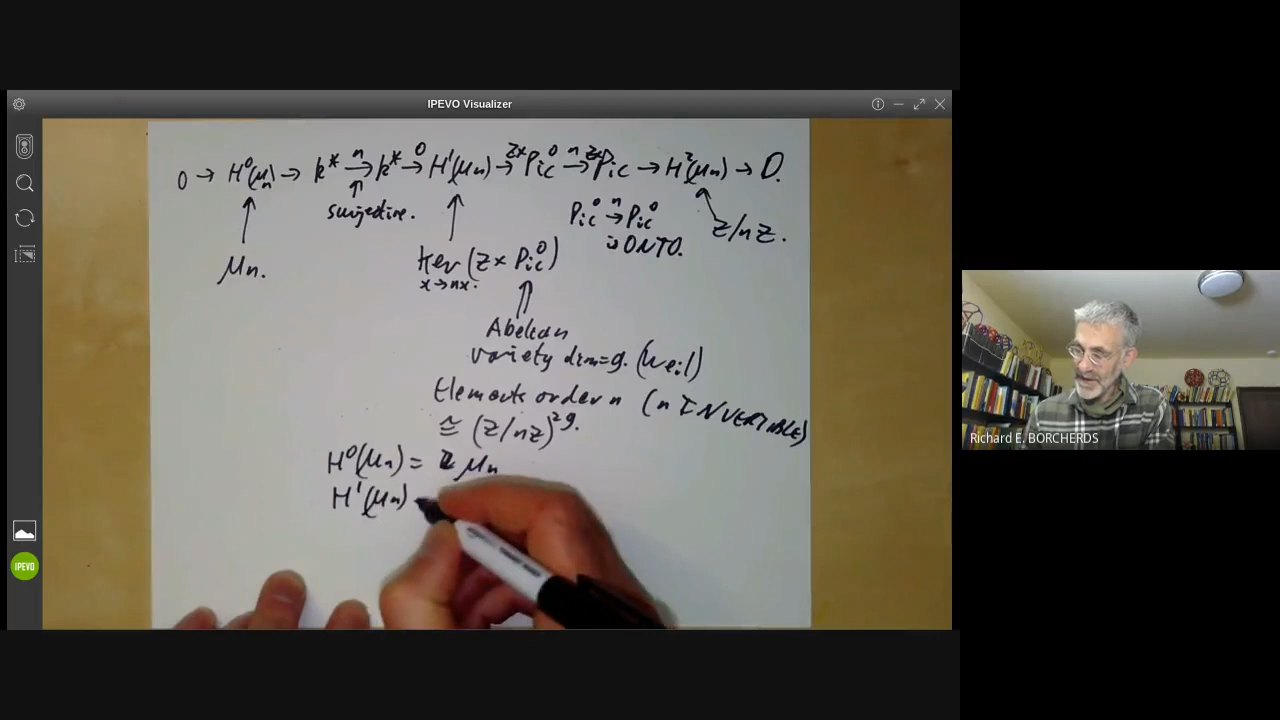 IPEVO Visualizer
0 → H⁰(μn) → k* →ⁿ k* →⁰ H¹(μn) → Z× Pic⁰ →ⁿ Z× Pic → H²(μn) → 0.
↑ surjective.
Pic⁰ →ⁿ Pic⁰
is ONTO.
Z/nZ.
μn.
Ker (Z × Pic⁰)
x→nx.
Abelian
variety dim=g. (Weil)
Elements order n (n INVERTIBLE)
≅ (Z/nZ)²ᵍ.
H⁰(μn) = μn
H¹(μn)
Richard E. BORCHERDS
IPEVO